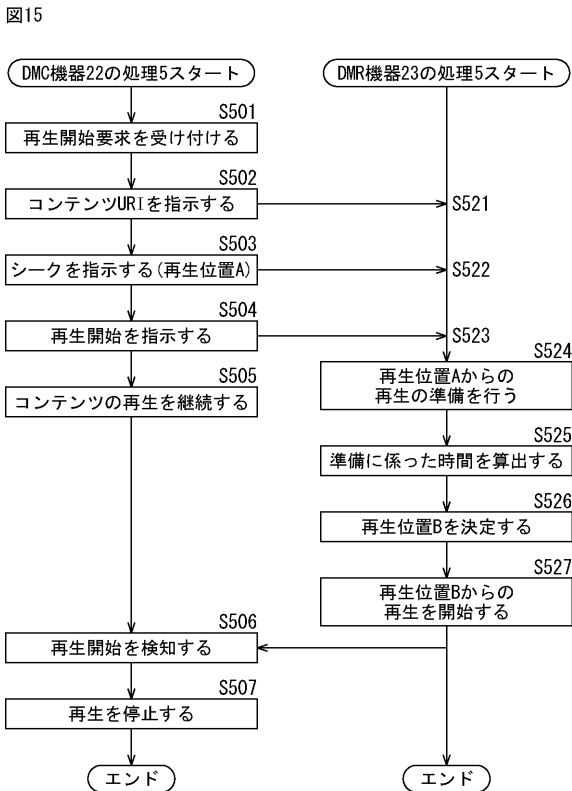 図15
DMC機器22の処理5スタート
DMR機器23の処理5スタート
S501
再生開始要求を受け付ける
S502
コンテンツURIを指示する
S521
S503
シークを指示する(再生位置A)
S522
S504
再生開始を指示する
S523
S524
再生位置Aからの
再生の準備を行う
S505
コンテンツの再生を継続する
S525
準備に係った時間を算出する
S526
再生位置Bを決定する
S527
再生位置Bからの
再生を開始する
S506
再生開始を検知する
S507
再生を停止する
エンド
エンド